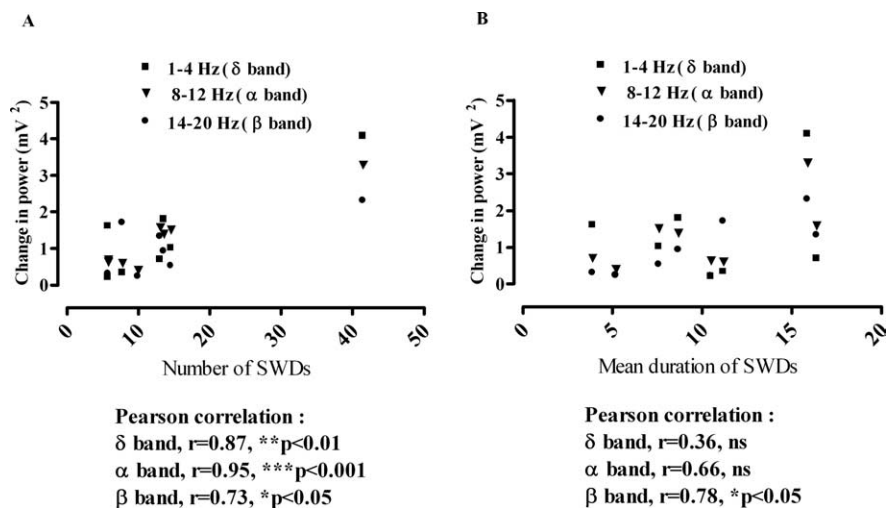 A
1-4 Hz ( δ band)
8-12 Hz ( α band)
14-20 Hz ( β band)
Change in power (mV ²)
5
4
3
2
1
0
0 10 20 30 40 50
Number of SWDs
Pearson correlation :
δ band, r=0.87, **p<0.01
α band, r=0.95, ***p<0.001
β band, r=0.73, *p<0.05
B
1-4 Hz ( δ band)
8-12 Hz ( α band)
14-20 Hz ( β band)
Change in power (mV ²)
5
4
3
2
1
0
0 5 10 15 20
Mean duration of SWDs
Pearson correlation :
δ band, r=0.36, ns
α band, r=0.66, ns
β band, r=0.78, *p<0.05